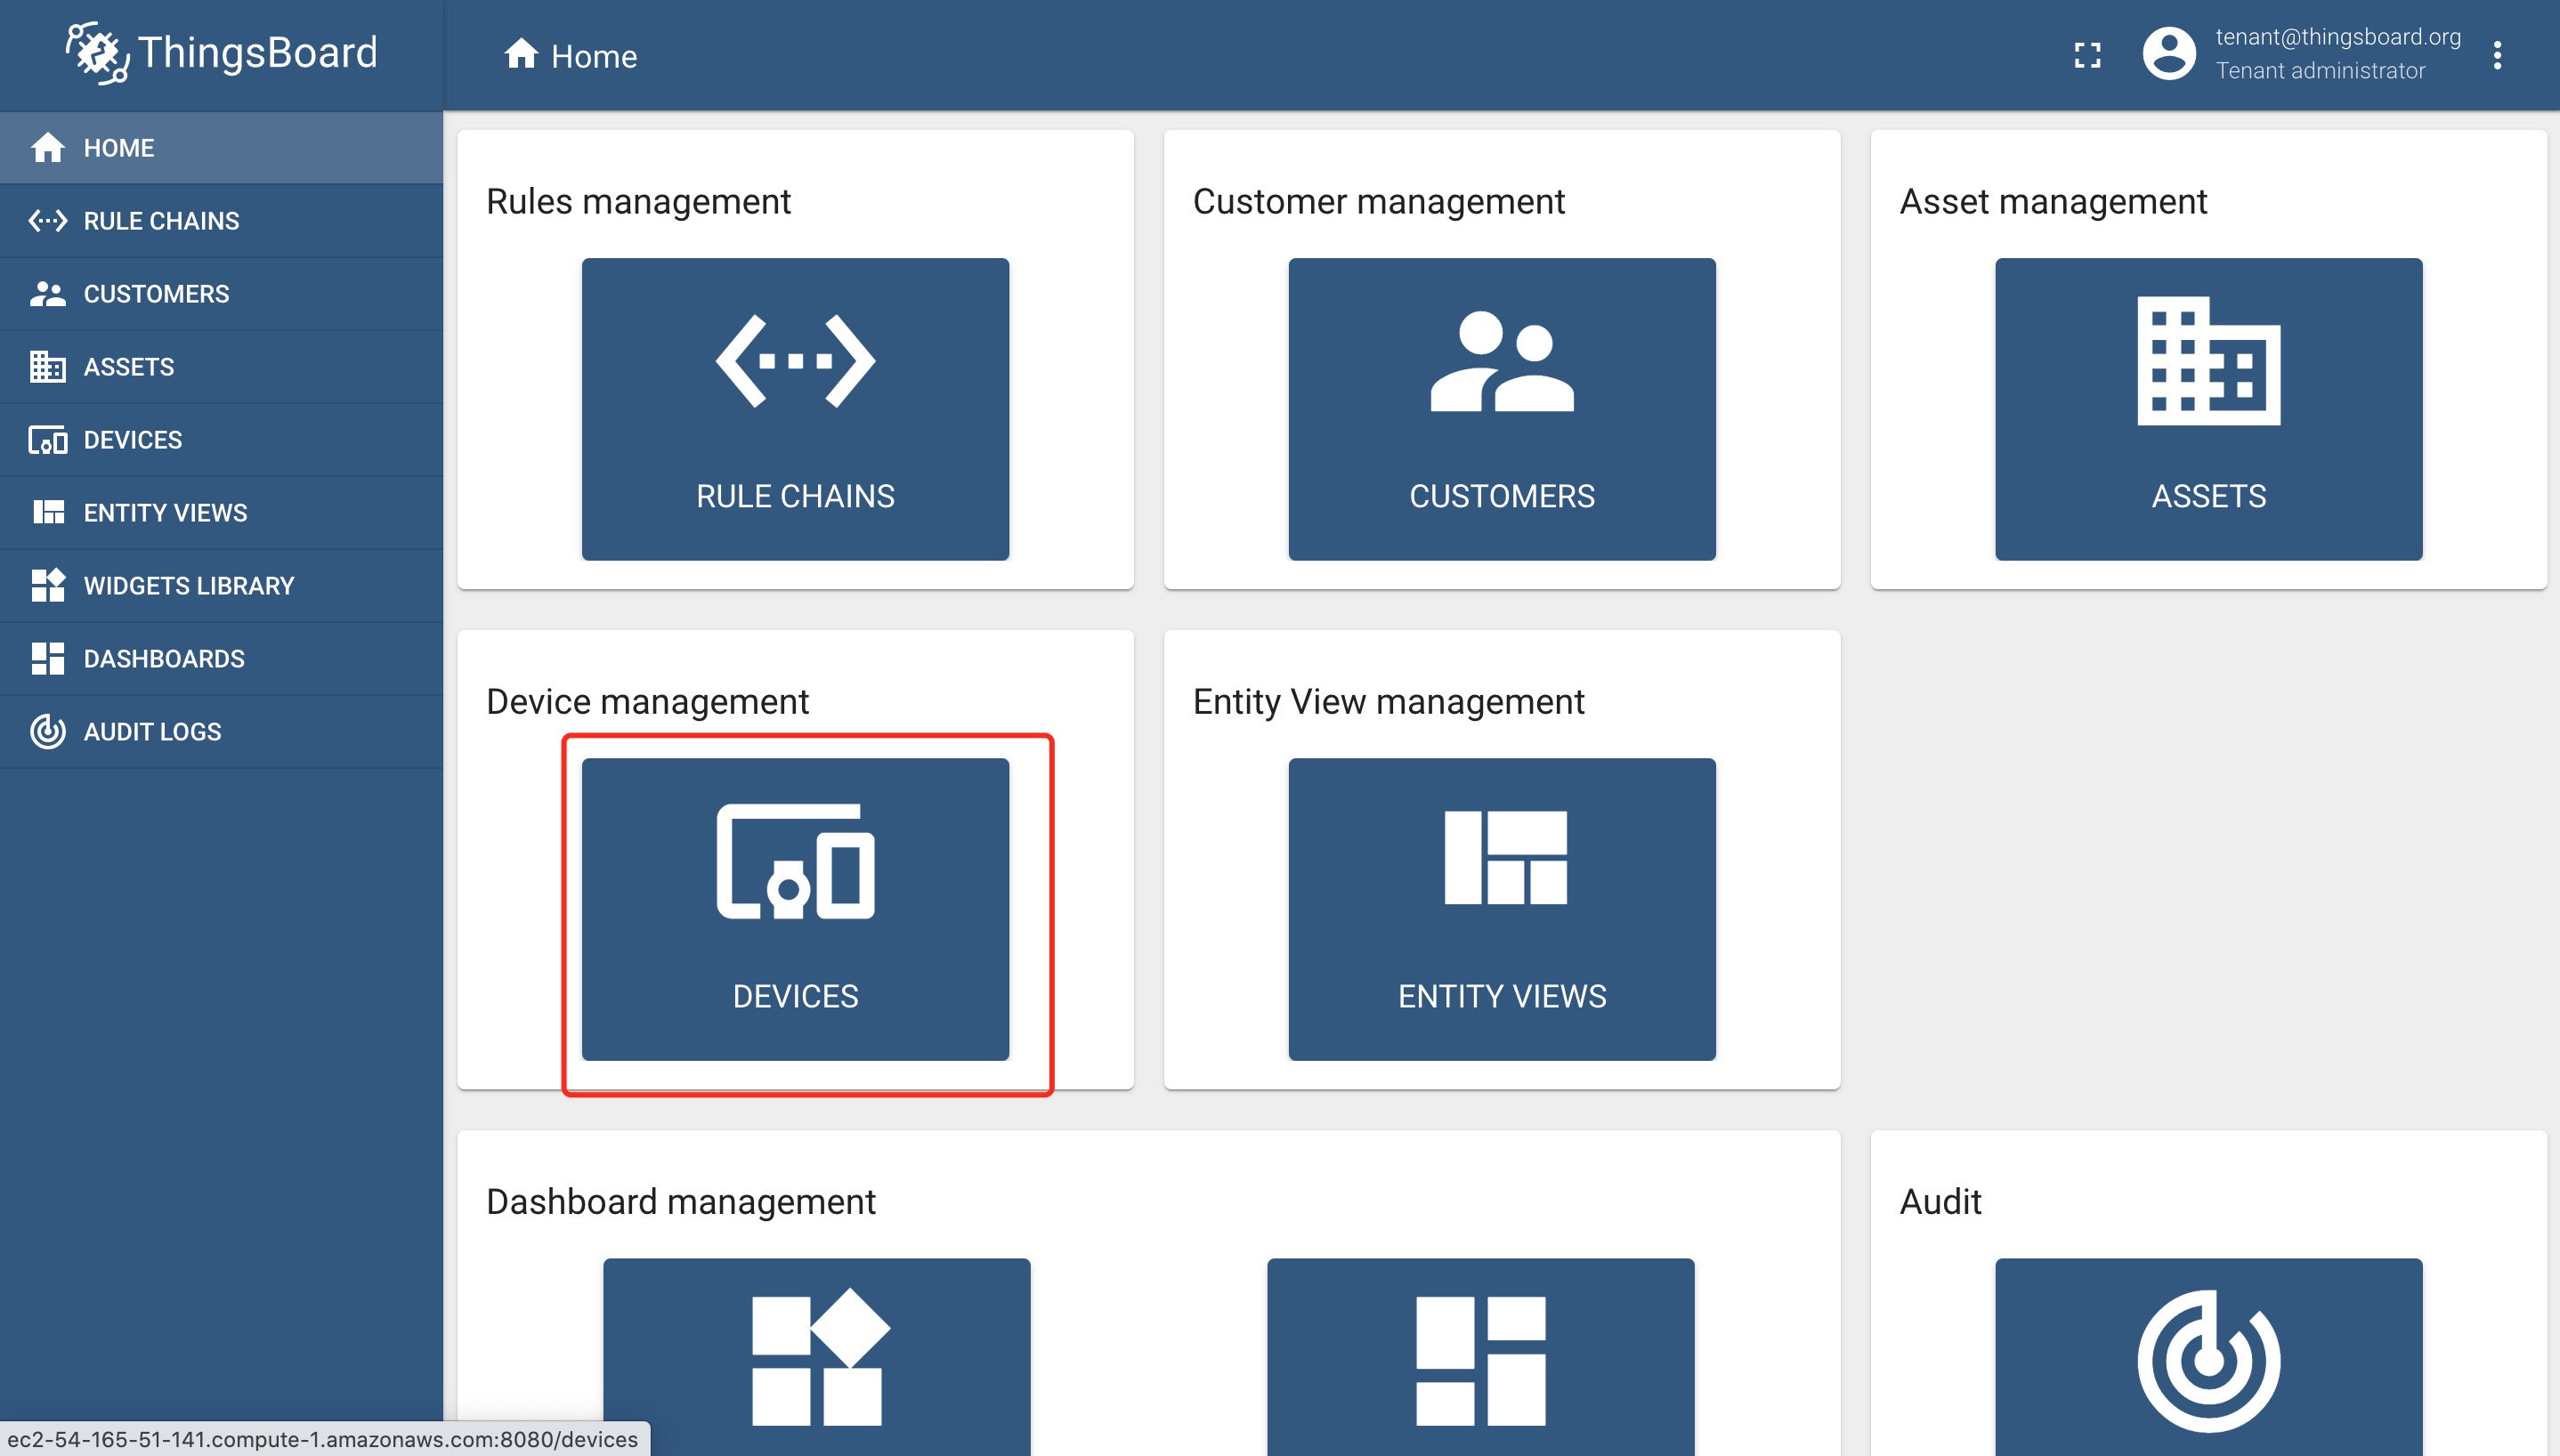 ThingsBoard
Home
tenant@thingsboard.org
Tenant administrator
HOME
RULE CHAINS
CUSTOMERS
ASSETS
DEVICES
ENTITY VIEWS
WIDGETS LIBRARY
DASHBOARDS
AUDIT LOGS
Rules management
RULE CHAINS
Customer management
CUSTOMERS
Asset management
ASSETS
Device management
DEVICES
Entity View management
ENTITY VIEWS
Dashboard management
Audit
ec2-54-165-51-141.compute-1.amazonaws.com:8080/devices